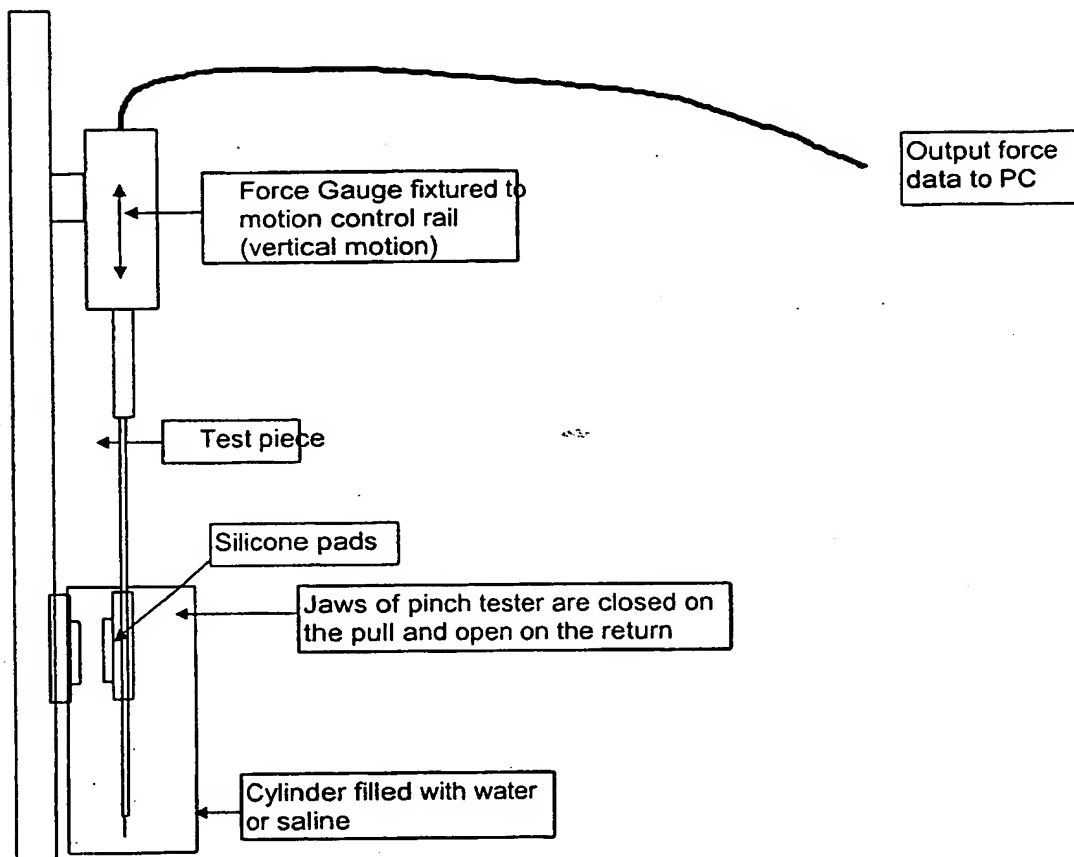 Output force
data to PC
Force Gauge fixtured to
motion control rail
(vertical motion)
Test piece
Silicone pads
Jaws of pinch tester are closed on
the pull and open on the return
Cylinder filled with water
or saline